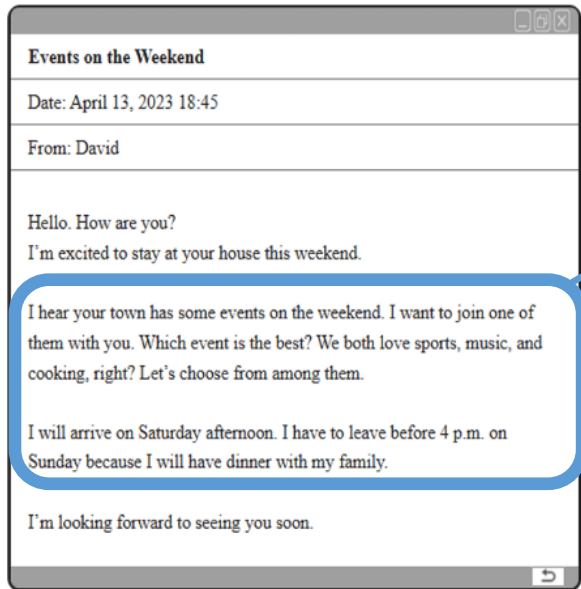 Events on the Weekend
Date: April 13, 2023 18:45
From: David
Hello. How are you?
I'm excited to stay at your house this weekend.
I hear your town has some events on the weekend. I want to join one of
them with you. Which event is the best? We both love sports, music, and
cooking, right? Let's choose from among them.
I will arrive on Saturday afternoon. I have to leave before 4 p.m. on
Sunday because I will have dinner with my family.
I'm looking forward to seeing you soon.